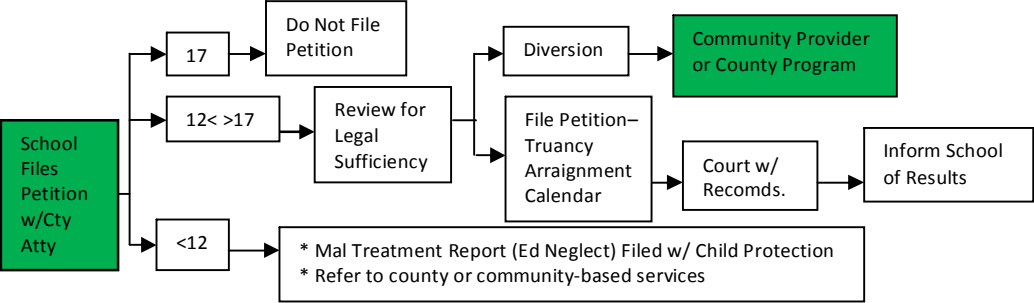 School
Files
Petition
w/Cty
Atty
17
Do Not File
Petition
12< >17
Review for
Legal
Sufficiency
Diversion
Community Provider
or County Program
File Petition–
Truancy
Arraignment
Calendar
Court w/
Recomds.
Inform School
of Results
<12
* Mal Treatment Report (Ed Neglect) Filed w/ Child Protection
* Refer to county or community-based services